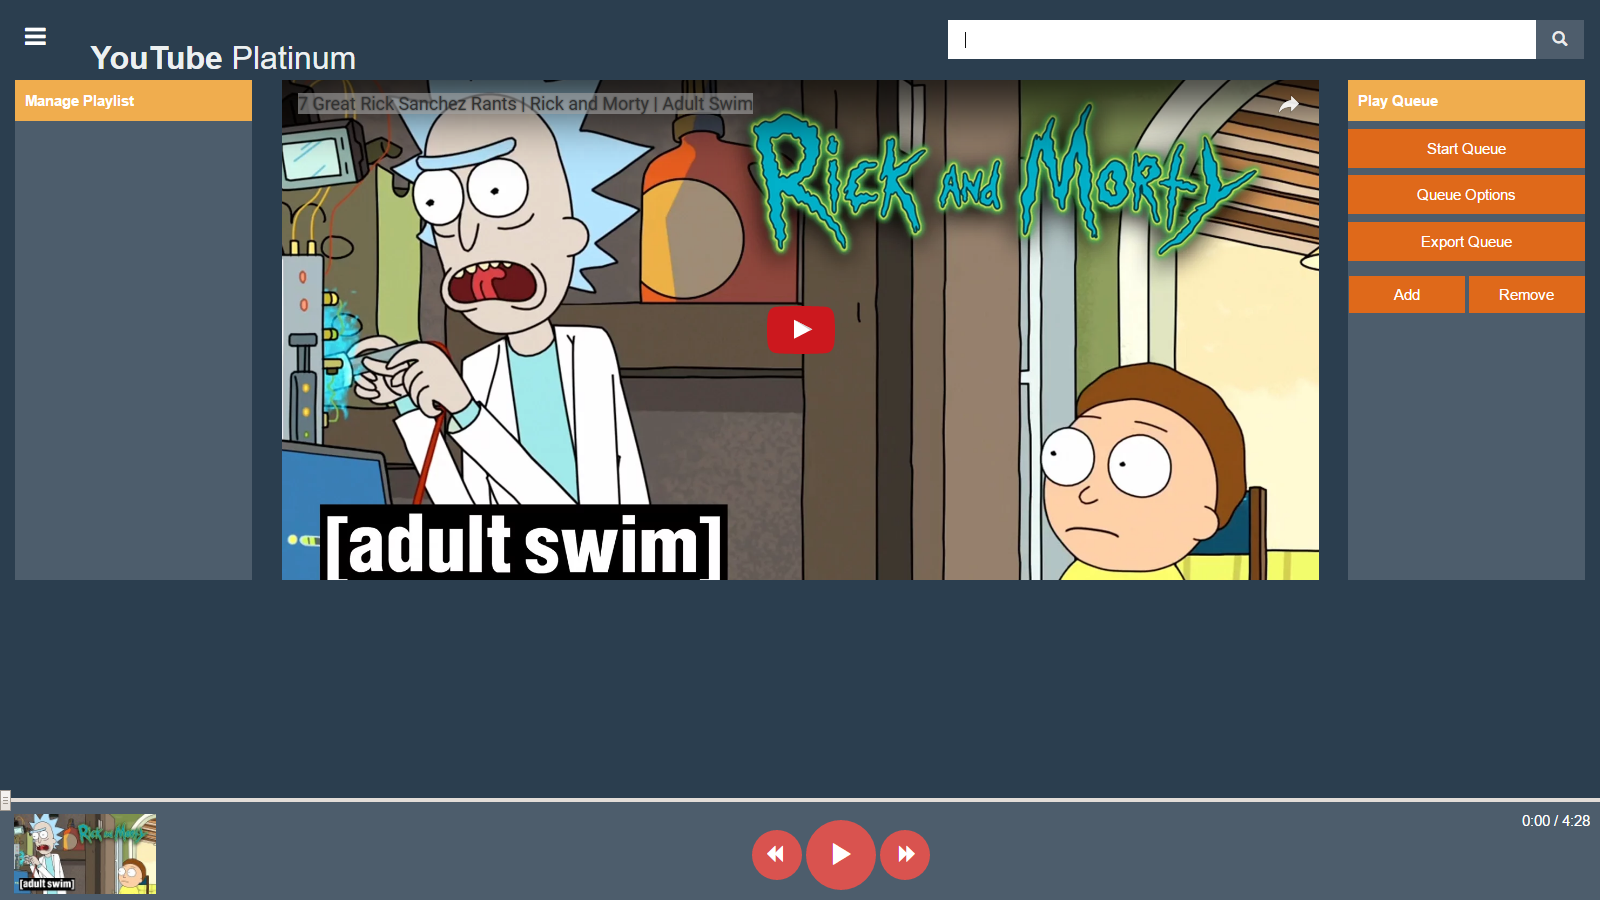 YouTube Platinum
Manage Playlist
7 Great Rick Sanchez Rants | Rick and Morty | Adult Swim
Rick and Morty
[adult swim]
Play Queue
Start Queue
Queue Options
Export Queue
Add Remove
Rick and Morty
[adult swim]
0:00 / 4:28